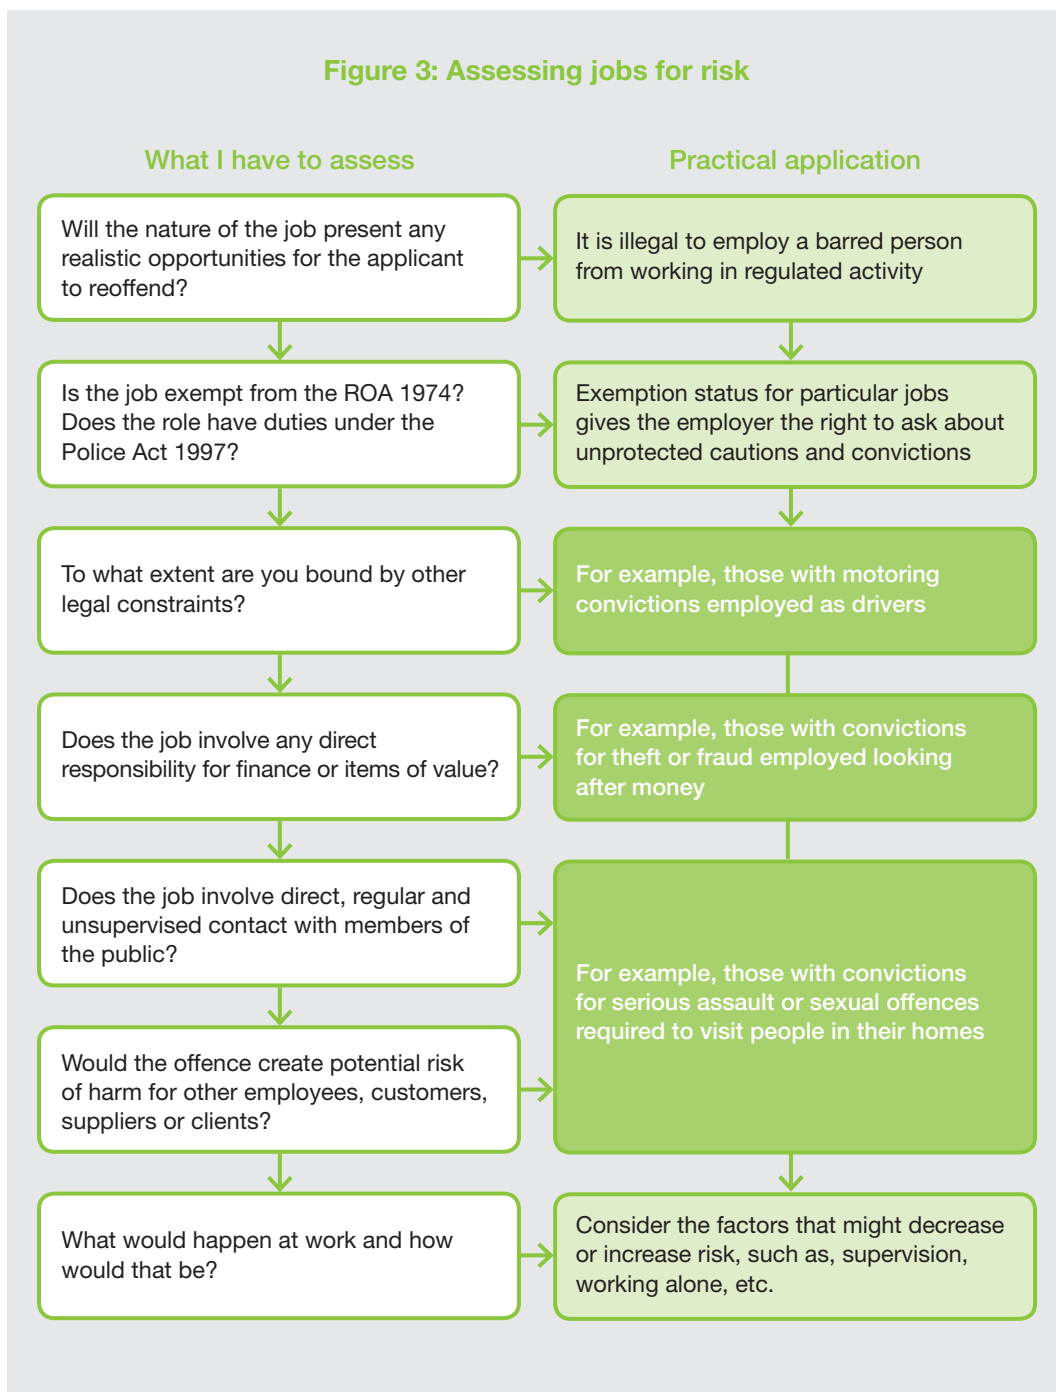 Figure 3: Assessing jobs for risk
What I have to assess
Practical application
Will the nature of the job present any
realistic opportunities for the applicant
to reoffend?
It is illegal to employ a barred person
from working in regulated activity
Is the job exempt from the ROA 1974?
Does the role have duties under the
Police Act 1997?
Exemption status for particular jobs
gives the employer the right to ask about
unprotected cautions and convictions
To what extent are you bound by other
legal constraints?
For example, those with motoring
convictions employed as drivers
Does the job involve any direct
responsibility for finance or items of value?
For example, those with convictions
for theft or fraud employed looking
after money
Does the job involve direct, regular and
unsupervised contact with members of
the public?
For example, those with convictions
for serious assault or sexual offences
required to visit people in their homes
Would the offence create potential risk
of harm for other employees, customers,
suppliers or clients?
What would happen at work and how
would that be?
Consider the factors that might decrease
or increase risk, such as, supervision,
working alone, etc.